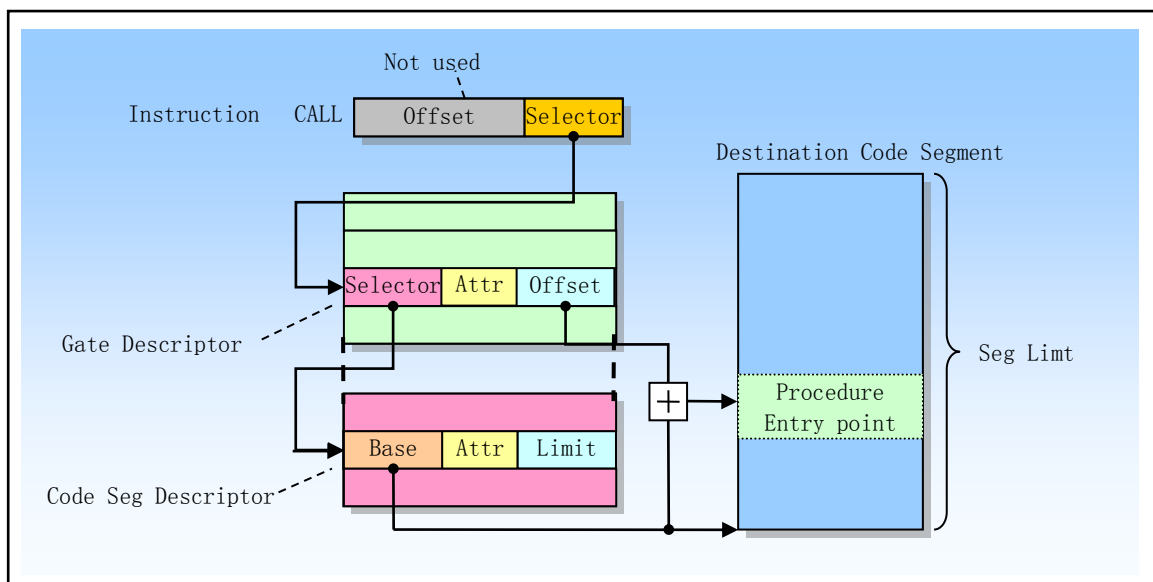 Not used
Instruction CALL Offset Selector
Destination Code Segment
Selector Attr Offset
Gate Descriptor
Seg Limt
+
Procedure
Entry point
Base Attr Limit
Code Seg Descriptor